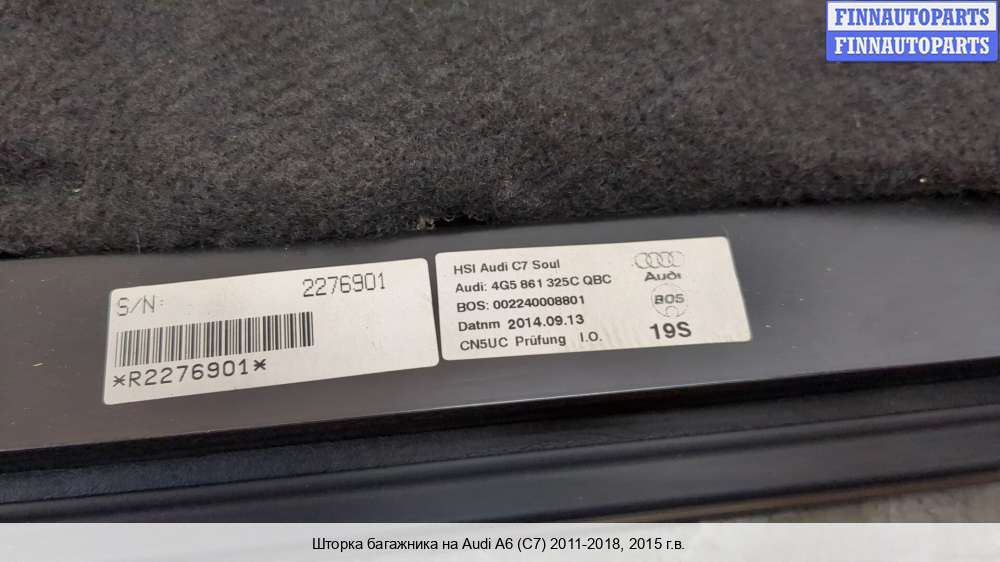 FINNAUTOPARTS
FINNAUTOPARTS
S/N: 2276901
*R2276901*
HSI Audi C7 Soul
Audi: 4G5 861 325C QBC
BOS: 002240008801
Datnm 2014.09.13
CN5UC Prüfung I.O.
Audi
BOS
19S
Шторка багажника на Audi A6 (C7) 2011-2018, 2015 г.в.